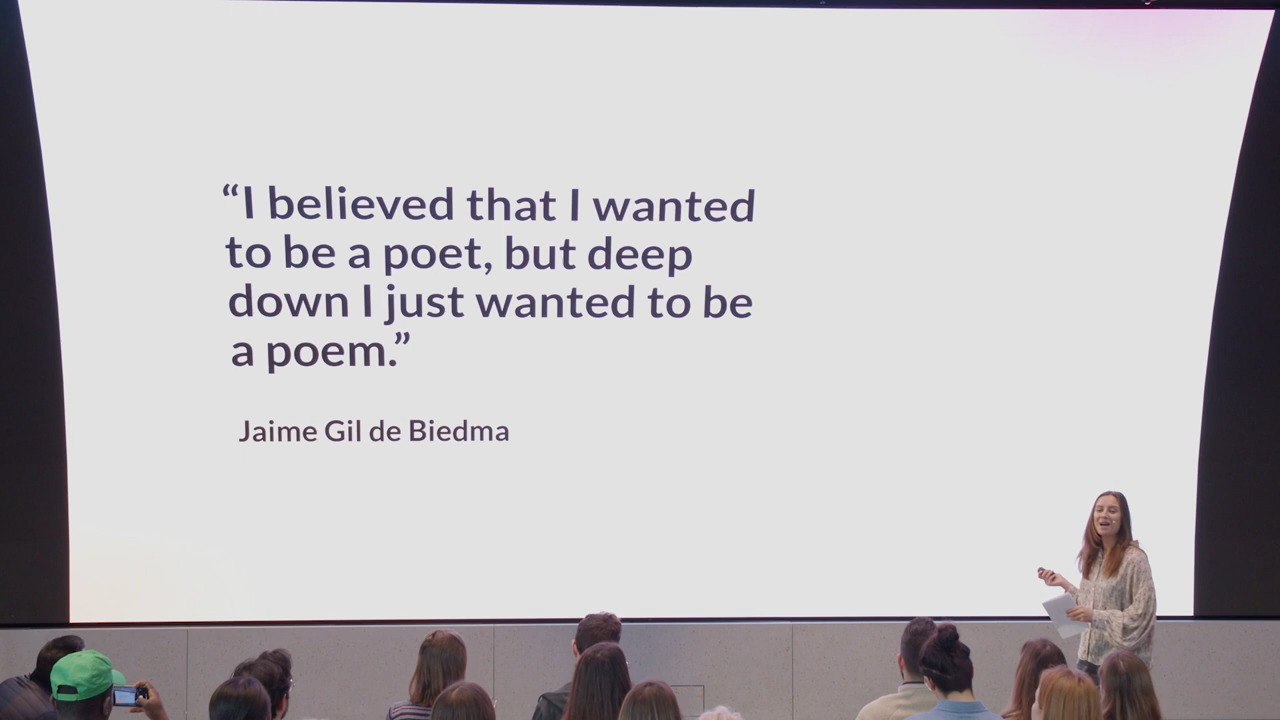 “I believed that I wanted
to be a poet, but deep
down I just wanted to be
a poem.”
Jaime Gil de Biedma